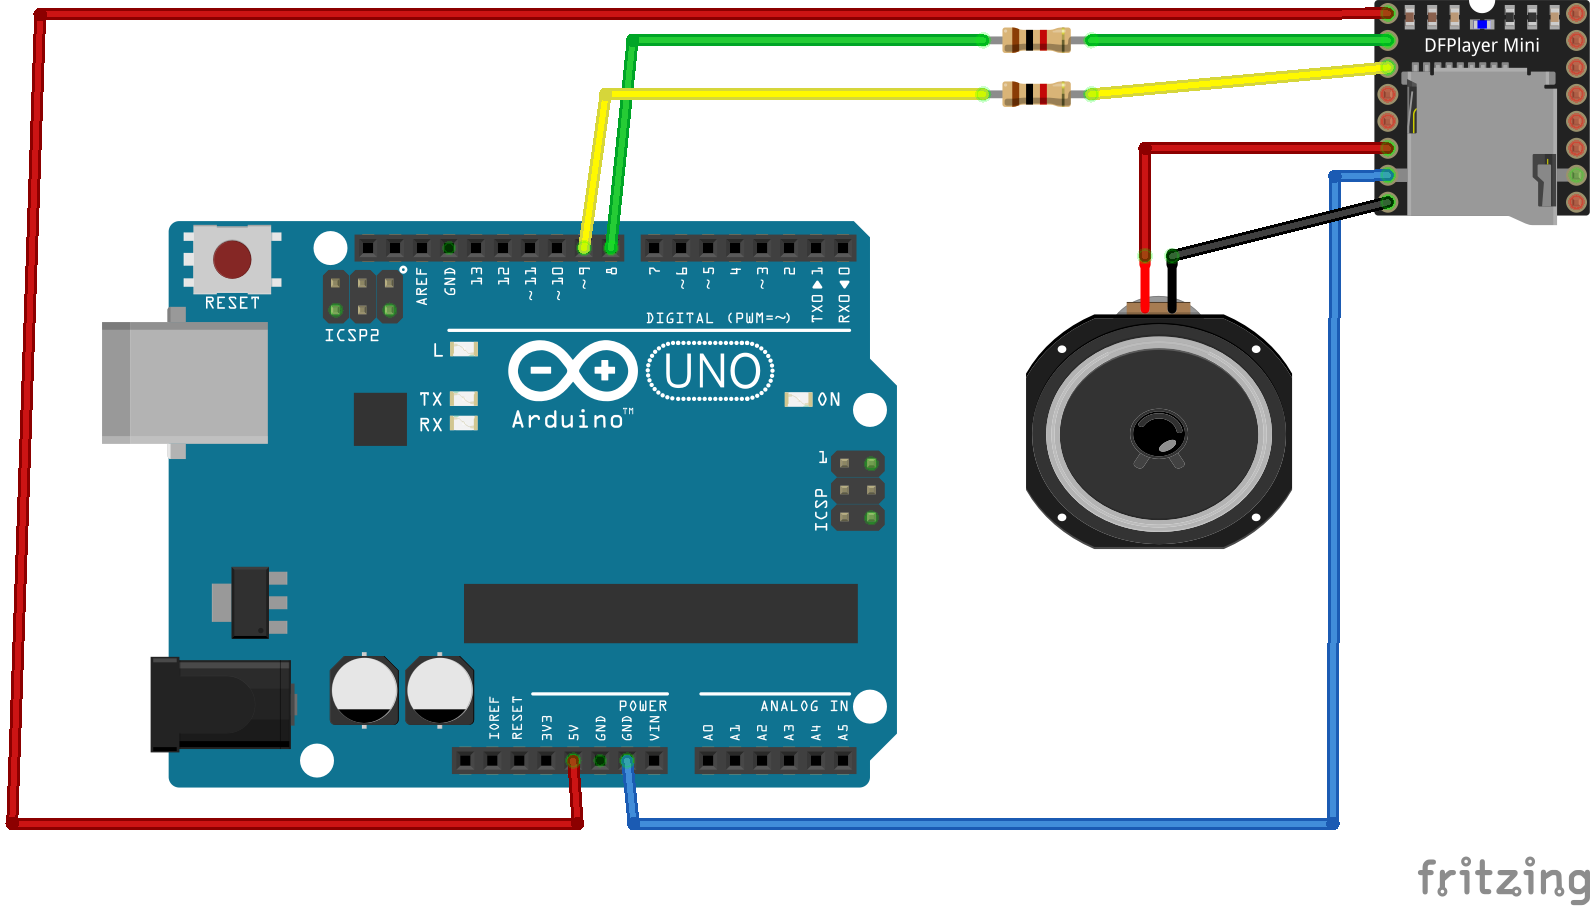 DFPlayer Mini
RESET
ICSP2
AREF
GND
13
12
~11
~10
~9
8
7
~6
~5
4
~3
2
TX0▶1
RX0◀0
DIGITAL (PWM=~)
L
TX
RX
UNO
Arduino™
ON
1
ICSP
IOREF
RESET
3V3
5V
GND
GND
VIN
POWER
ANALOG IN
A0
A1
A2
A3
A4
A5
fritzing